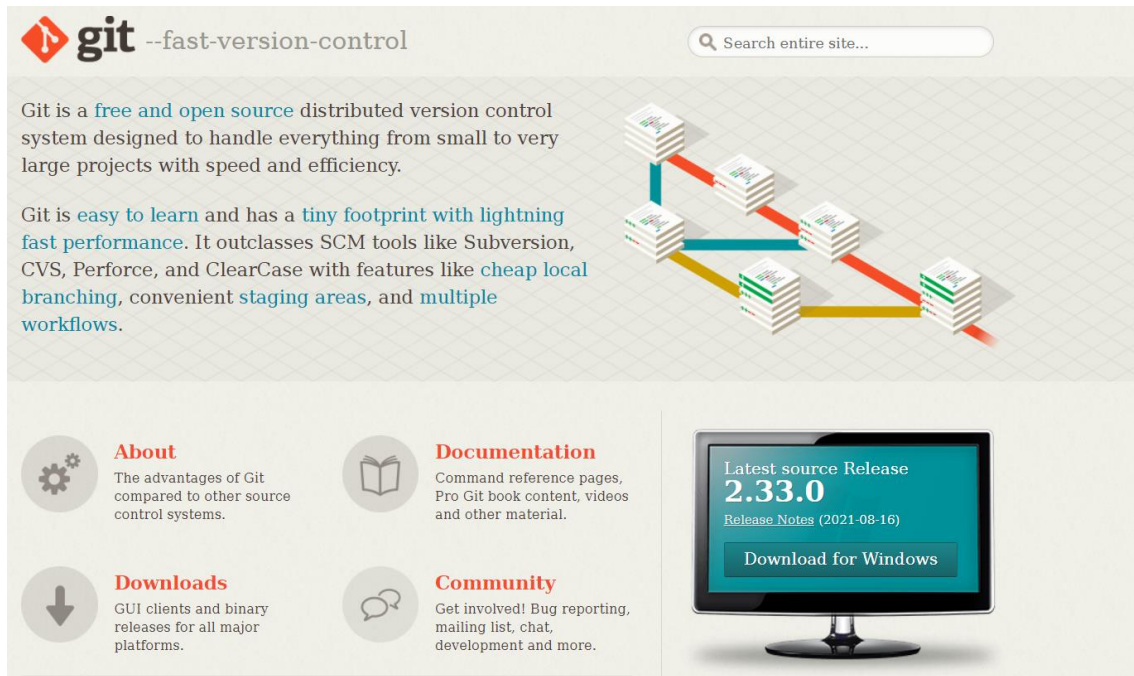 git --fast-version-control
Search entire site...
Git is a free and open source distributed version control
system designed to handle everything from small to very
large projects with speed and efficiency.
Git is easy to learn and has a tiny footprint with lightning
fast performance. It outclasses SCM tools like Subversion,
CVS, Perforce, and ClearCase with features like cheap local
branching, convenient staging areas, and multiple
workflows.
About
The advantages of Git
compared to other source
control systems.
Documentation
Command reference pages,
Pro Git book content, videos
and other material.
Downloads
GUI clients and binary
releases for all major
platforms.
Community
Get involved! Bug reporting,
mailing list, chat,
development and more.
Latest source Release
2.33.0
Release Notes (2021-08-16)
Download for Windows